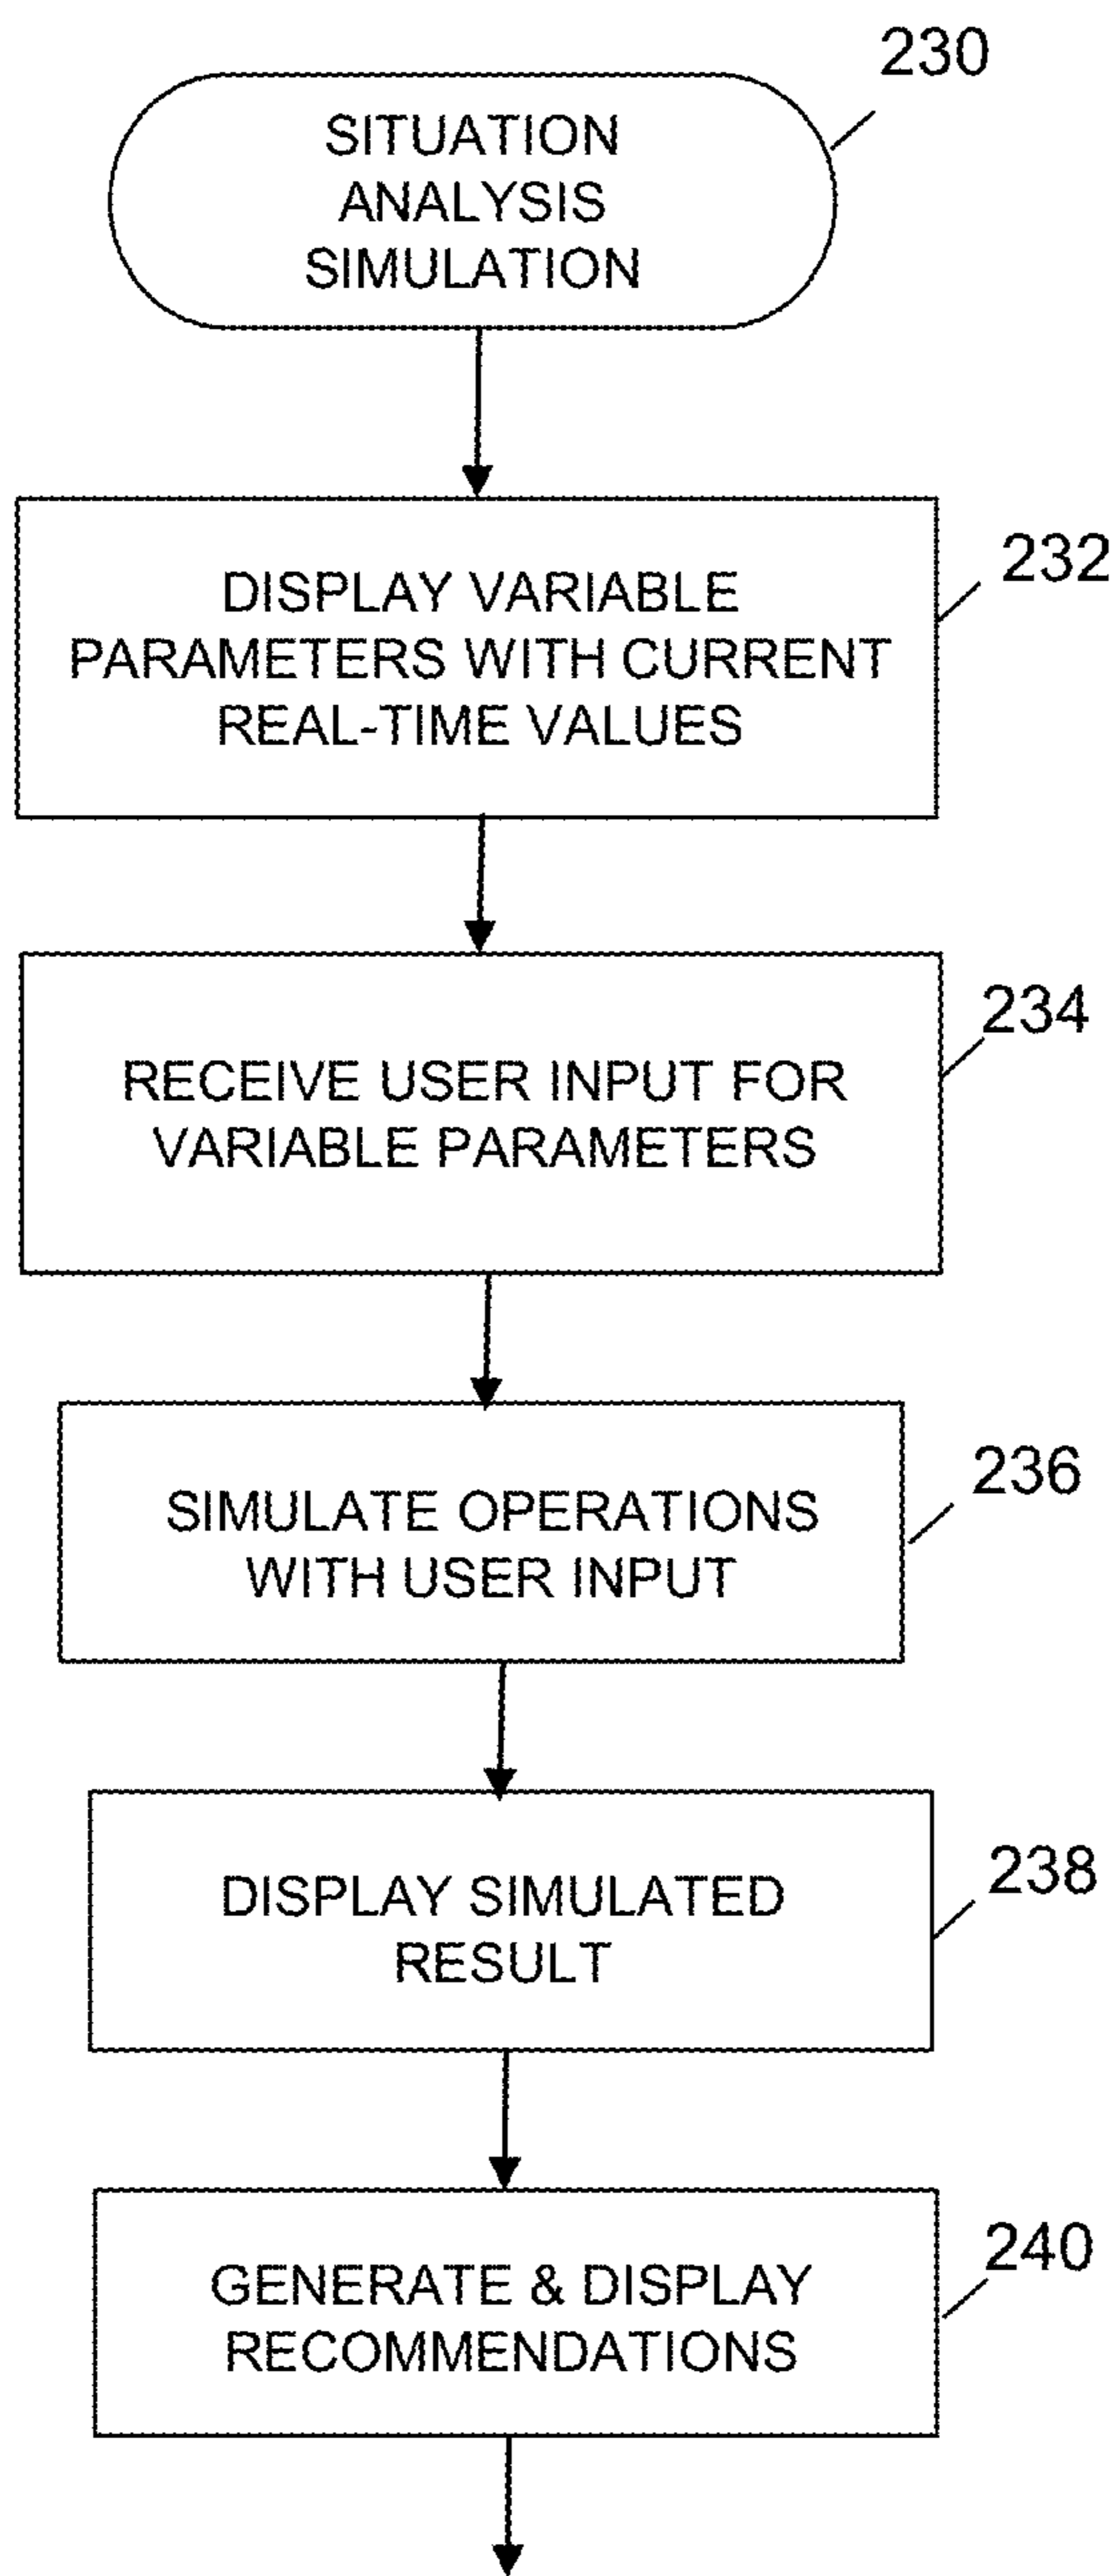 230
SITUATION
ANALYSIS
SIMULATION
232
DISPLAY VARIABLE
PARAMETERS WITH CURRENT
REAL-TIME VALUES
234
RECEIVE USER INPUT FOR
VARIABLE PARAMETERS
236
SIMULATE OPERATIONS
WITH USER INPUT
238
DISPLAY SIMULATED
RESULT
240
GENERATE & DISPLAY
RECOMMENDATIONS